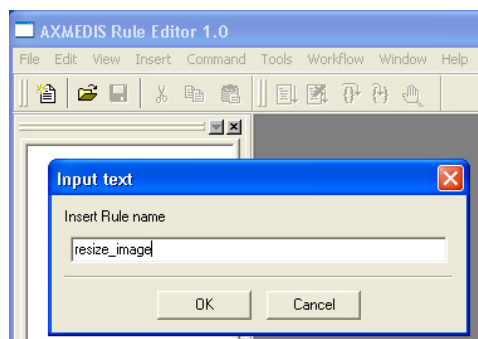 AXMEDIS Rule Editor 1.0
File Edit View Insert Command Tools Workflow Window Help
Input text
Insert Rule name
resize_image
OK Cancel